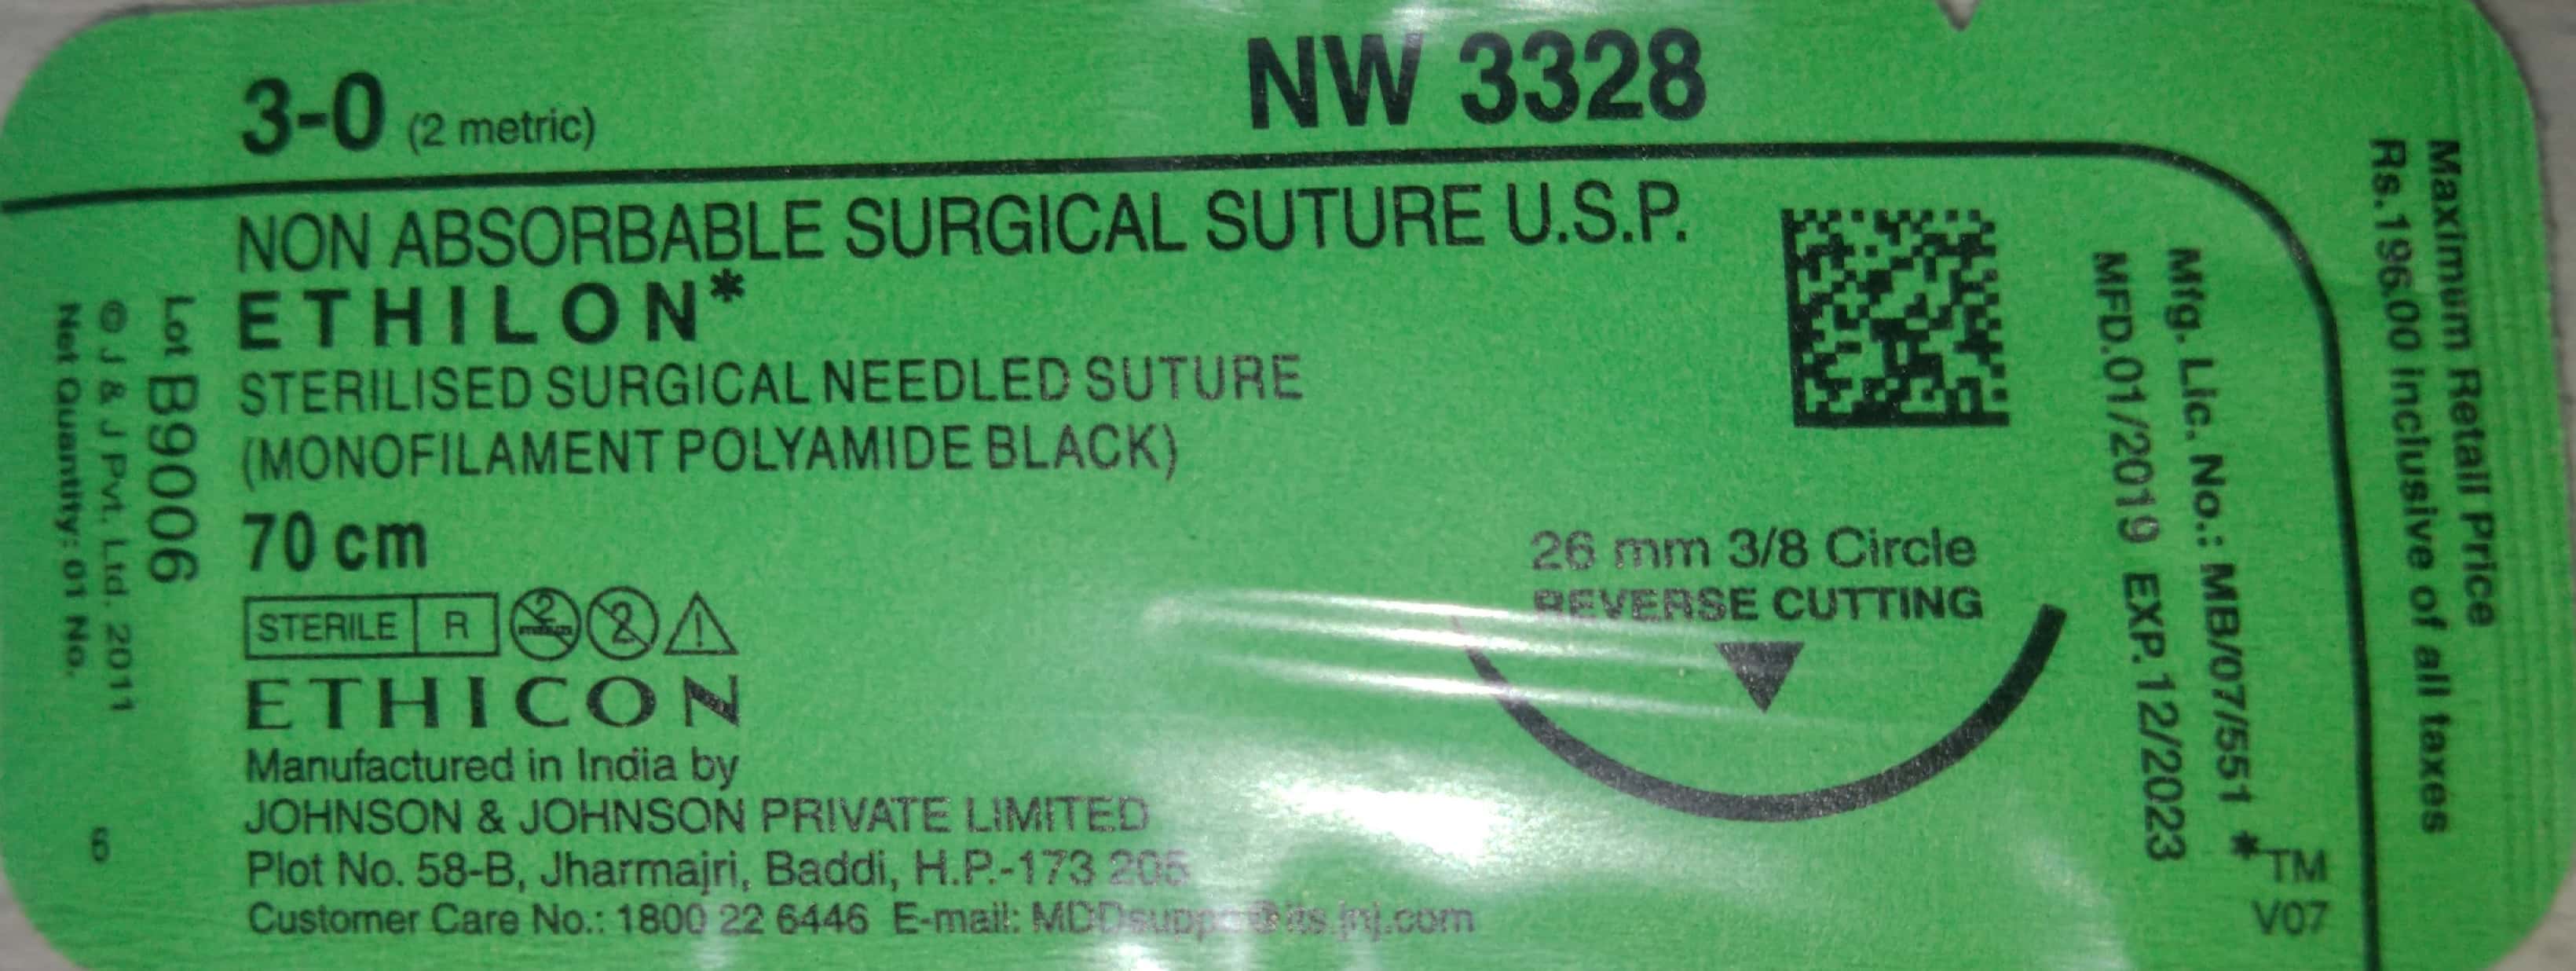 3-0 (2 metric)
NW 3328
NON ABSORBABLE SURGICAL SUTURE U.S.P.
ETHILON*
STERILISED SURGICAL NEEDLED SUTURE
(MONOFILAMENT POLYAMIDE BLACK)
70 cm
STERILE R
2
2
!
ETHICON
Manufactured in India by
JOHNSON & JOHNSON PRIVATE LIMITED
Plot No. 58-B, Jharmajri, Baddi, H.P.-173 205
Customer Care No.: 1800 22 6446 E-mail:
26 mm 3/8 Circle
REVERSE CUTTING
Lot B9006
© J & J Pvt. Ltd. 2011
Net Quantity: 01 No.
6
Mfg. Lic. No.: MB/07/551
MFD.01/2019 EXP.12/2023
*TM
V07
Maximum Retail Price
Rs.196.00 inclusive of all taxes